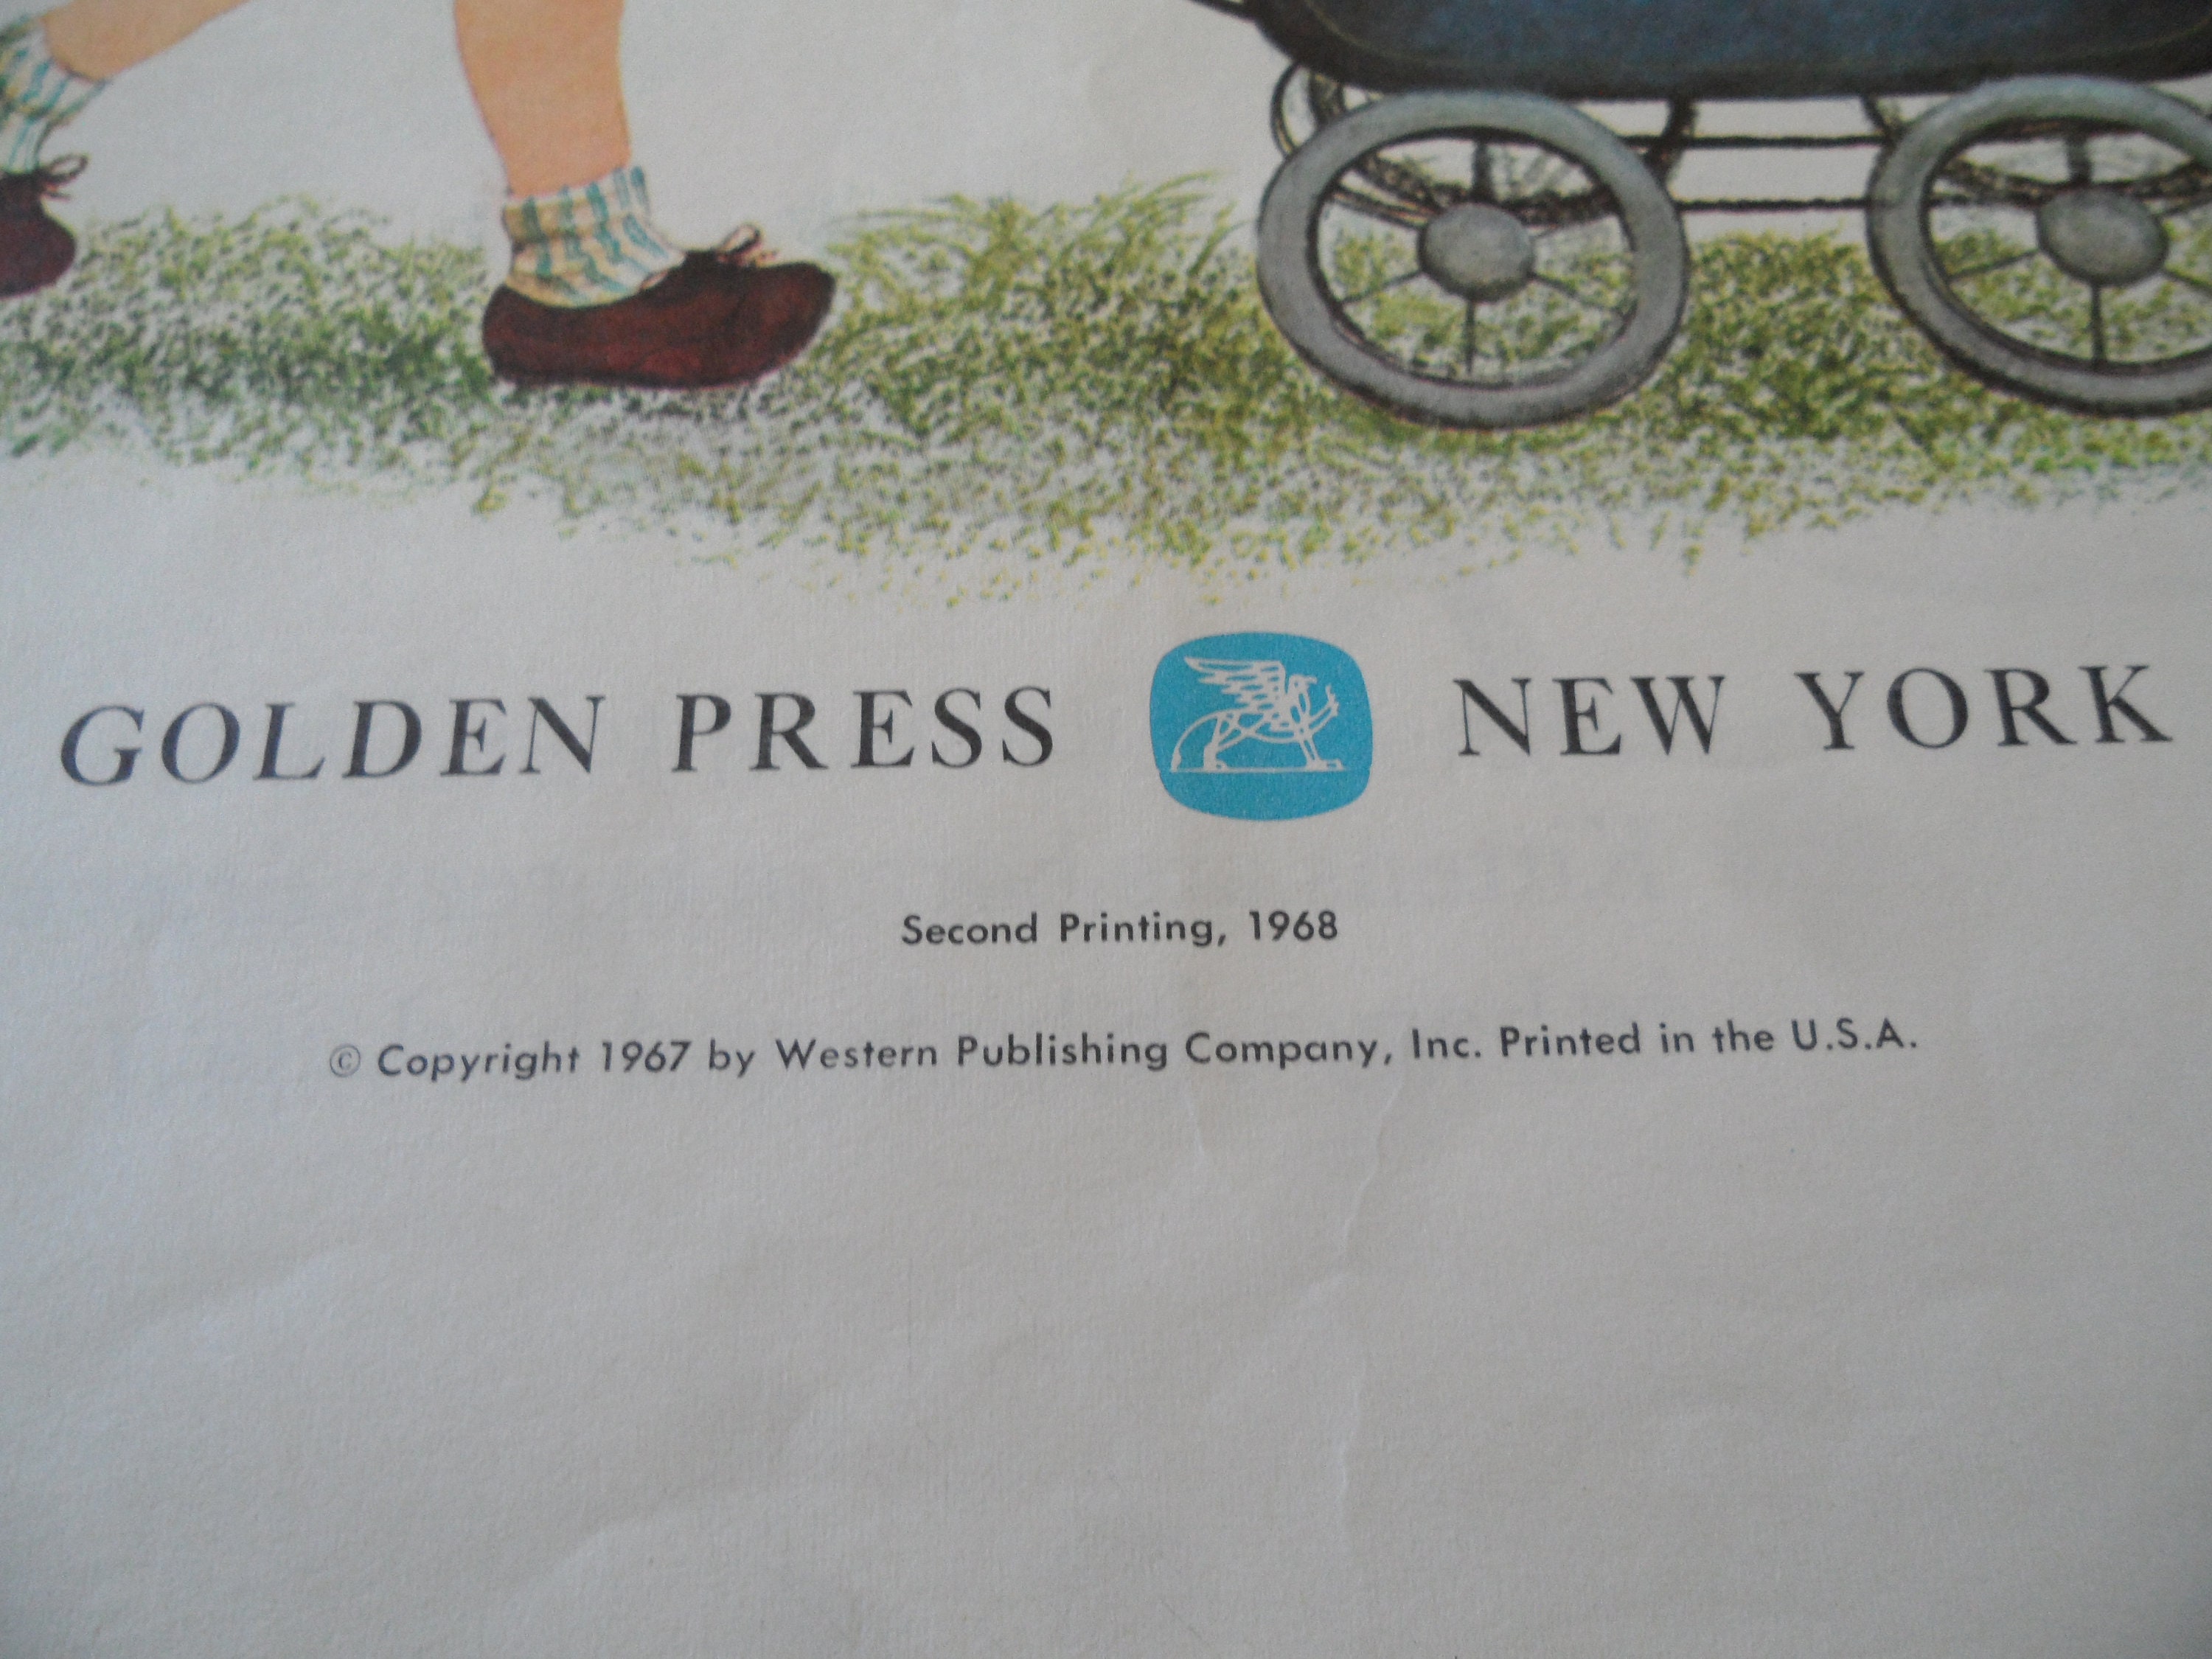 GOLDEN PRESS NEW YORK
Second Printing, 1968
© Copyright 1967 by Western Publishing Company, Inc. Printed in the U.S.A.